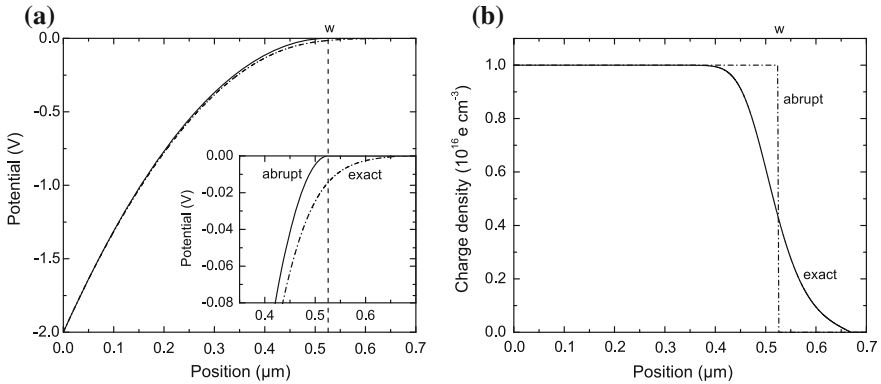 (a)
w
0.0
-0.5
-1.0
-1.5
-2.0
Potential (V)
0.0 0.1 0.2 0.3 0.4 0.5 0.6 0.7
Position (μm)
0.00
-0.02
-0.04
-0.06
-0.08
Potential (V)
abrupt exact
0.4 0.5 0.6
(b)
w
1.0
0.8
0.6
0.4
0.2
0.0
Charge density (10¹⁶ e cm⁻³)
abrupt
exact
0.0 0.1 0.2 0.3 0.4 0.5 0.6 0.7
Position (μm)